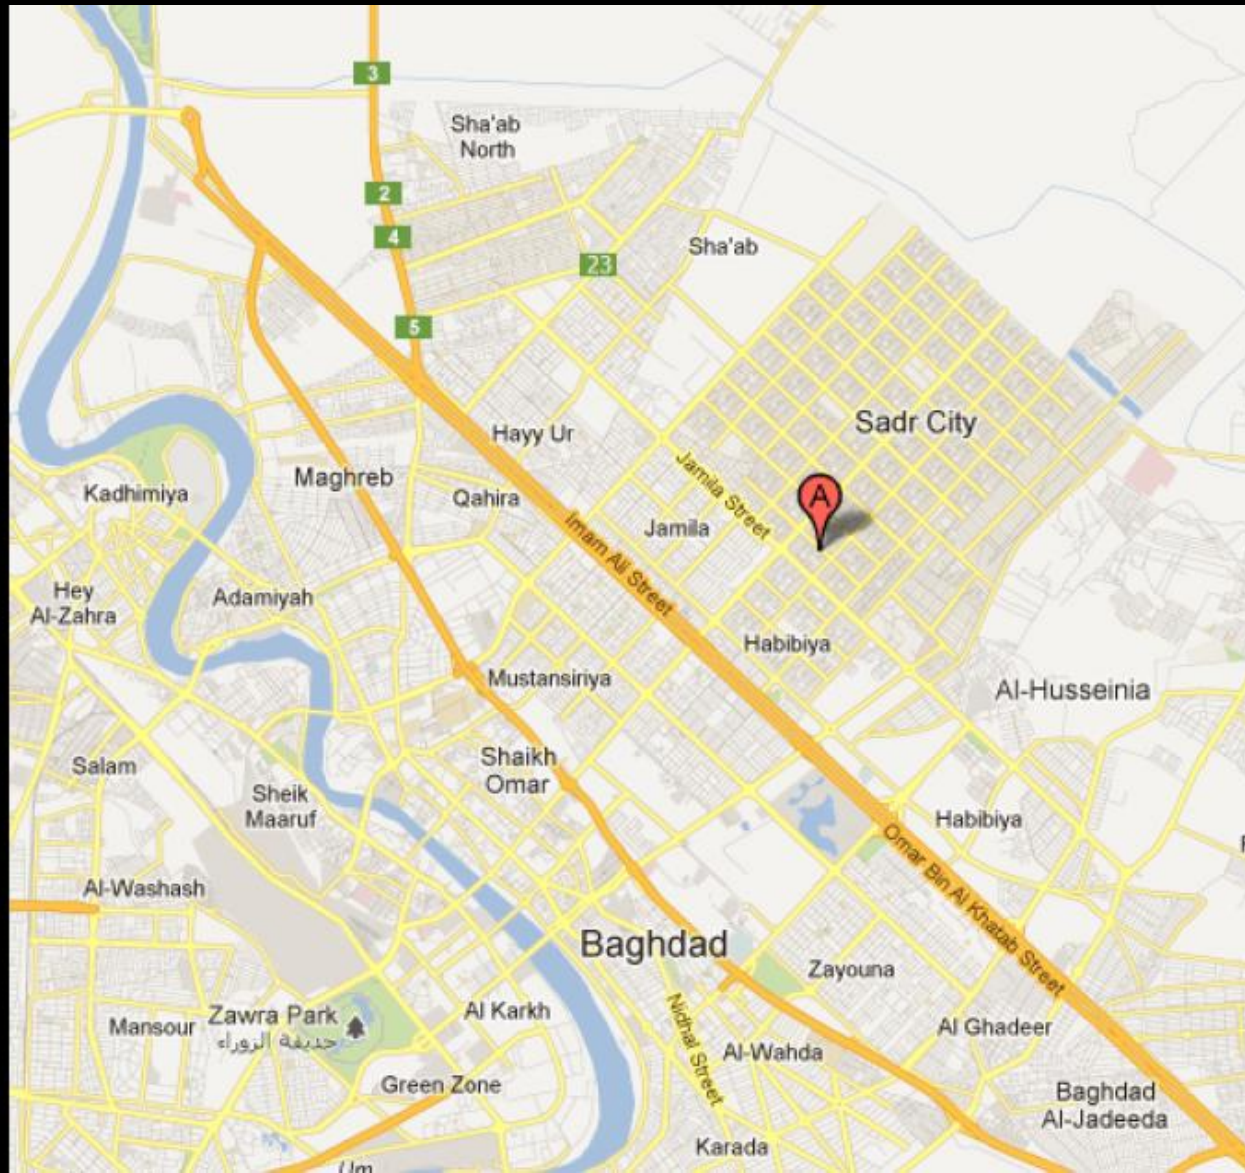 3
Sha'ab
North
2
4
Sha'ab
23
5
Sadr City
Hayy Ur
Jamila Street
Maghreb
Kadhimiya
Qahira
A
Jamila
Imam Ali Street
Hey
Al-Zahra
Adamiyah
Habibiya
Mustansiriya
Al-Husseinia
Salam
Shaikh
Omar
Sheik
Maaruf
Habibiya
Omar Bin Al Khatab Street
Al-Washash
Baghdad
Zayouna
Nidhal Street
Mansour
Zawra Park
حديقة الزوراء
Al Karkh
Al Ghadeer
Al-Wahda
Green Zone
Baghdad
Al-Jadeeda
Karada
Um